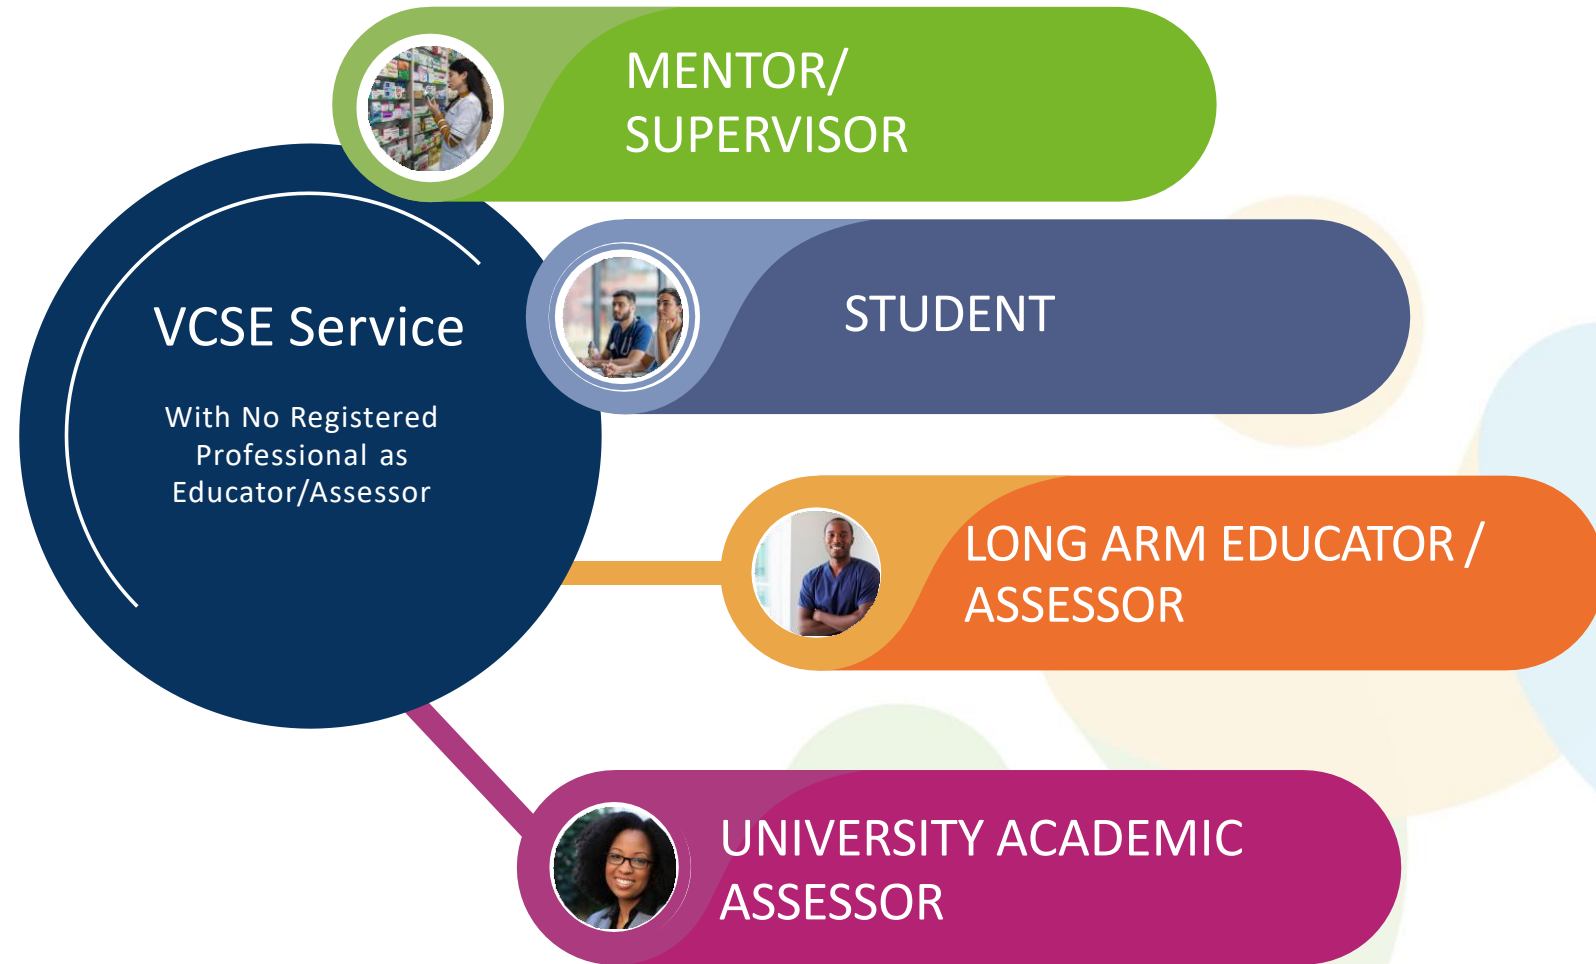 MENTOR/
SUPERVISOR
STUDENT
VCSE Service
With No Registered
Professional as
Educator/Assessor
LONG ARM EDUCATOR /
ASSESSOR
UNIVERSITY ACADEMIC
ASSESSOR